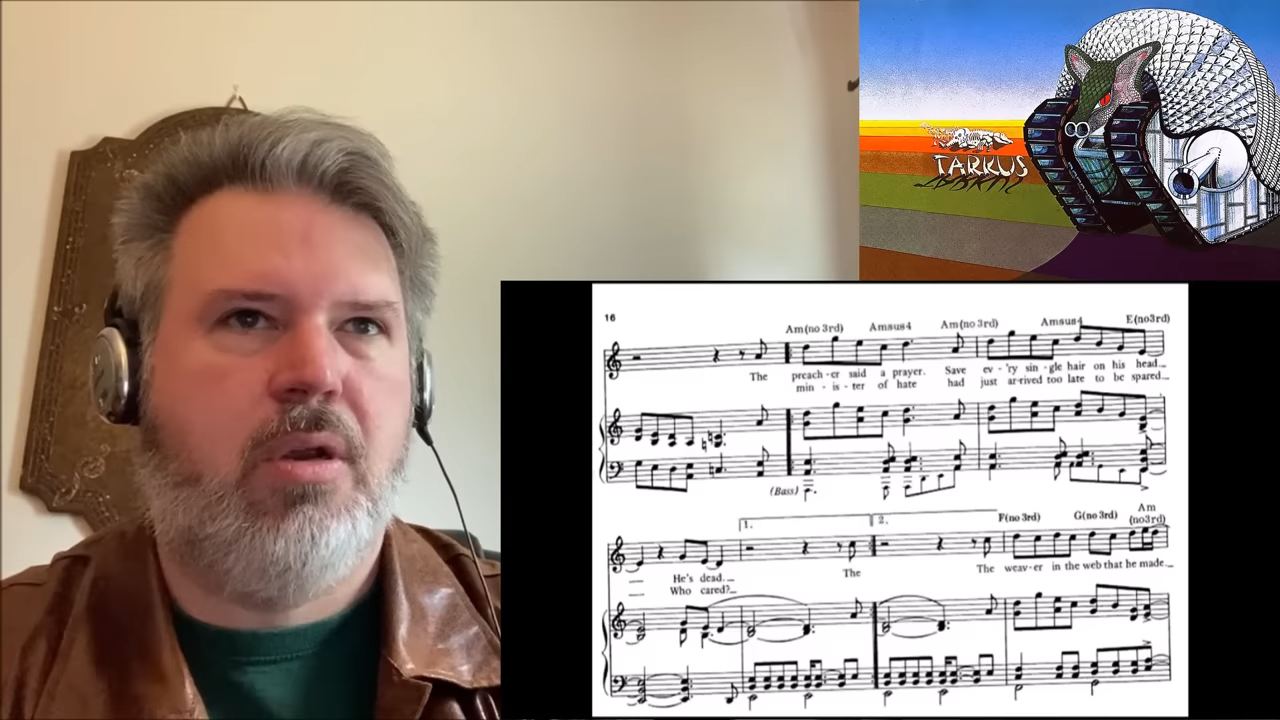 TARKUS
16
Am(no 3rd) Amsus4 Am(no 3rd) Amsus4 E(no3rd)
The preach-er said a prayer. Save ev-'ry sin-gle hair on his head.
min-is-ter of hate had just ar-rived too late to be spared.
(Bass)
1. 2. F(no 3rd) G(no 3rd) Am (no3rd)
He's dead. The The weav-er in the web that he made.
Who cared?